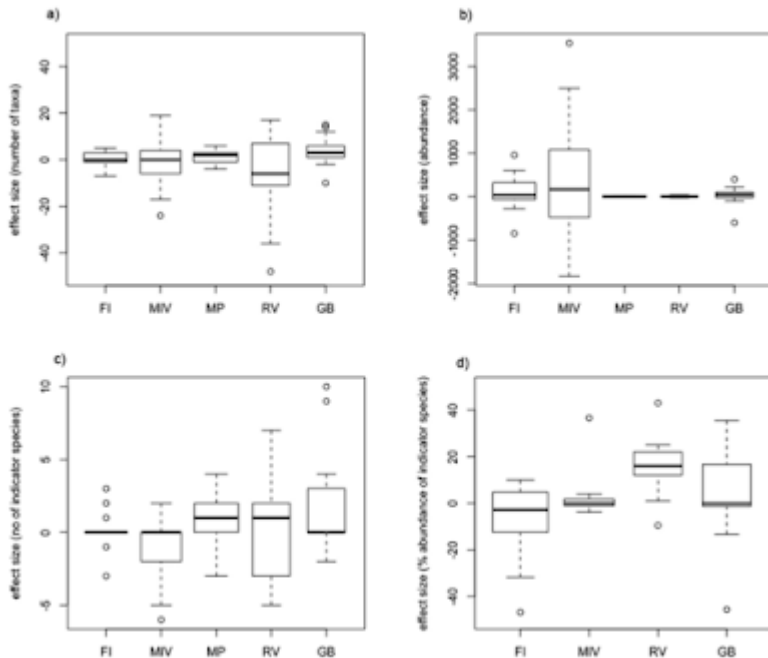 a)
effect size (number of taxa)
40
20
0
-20
-40
FI MIV MP RV GB
b)
effect size (abundance)
3000
1000
0
-1000
-2000
FI MIV MP RV GB
c)
effect size (no of indicator species)
10
5
0
-5
FI MIV MP RV GB
d)
effect size (% abundance of indicator species)
40
20
0
-20
-40
FI MIV RV GB